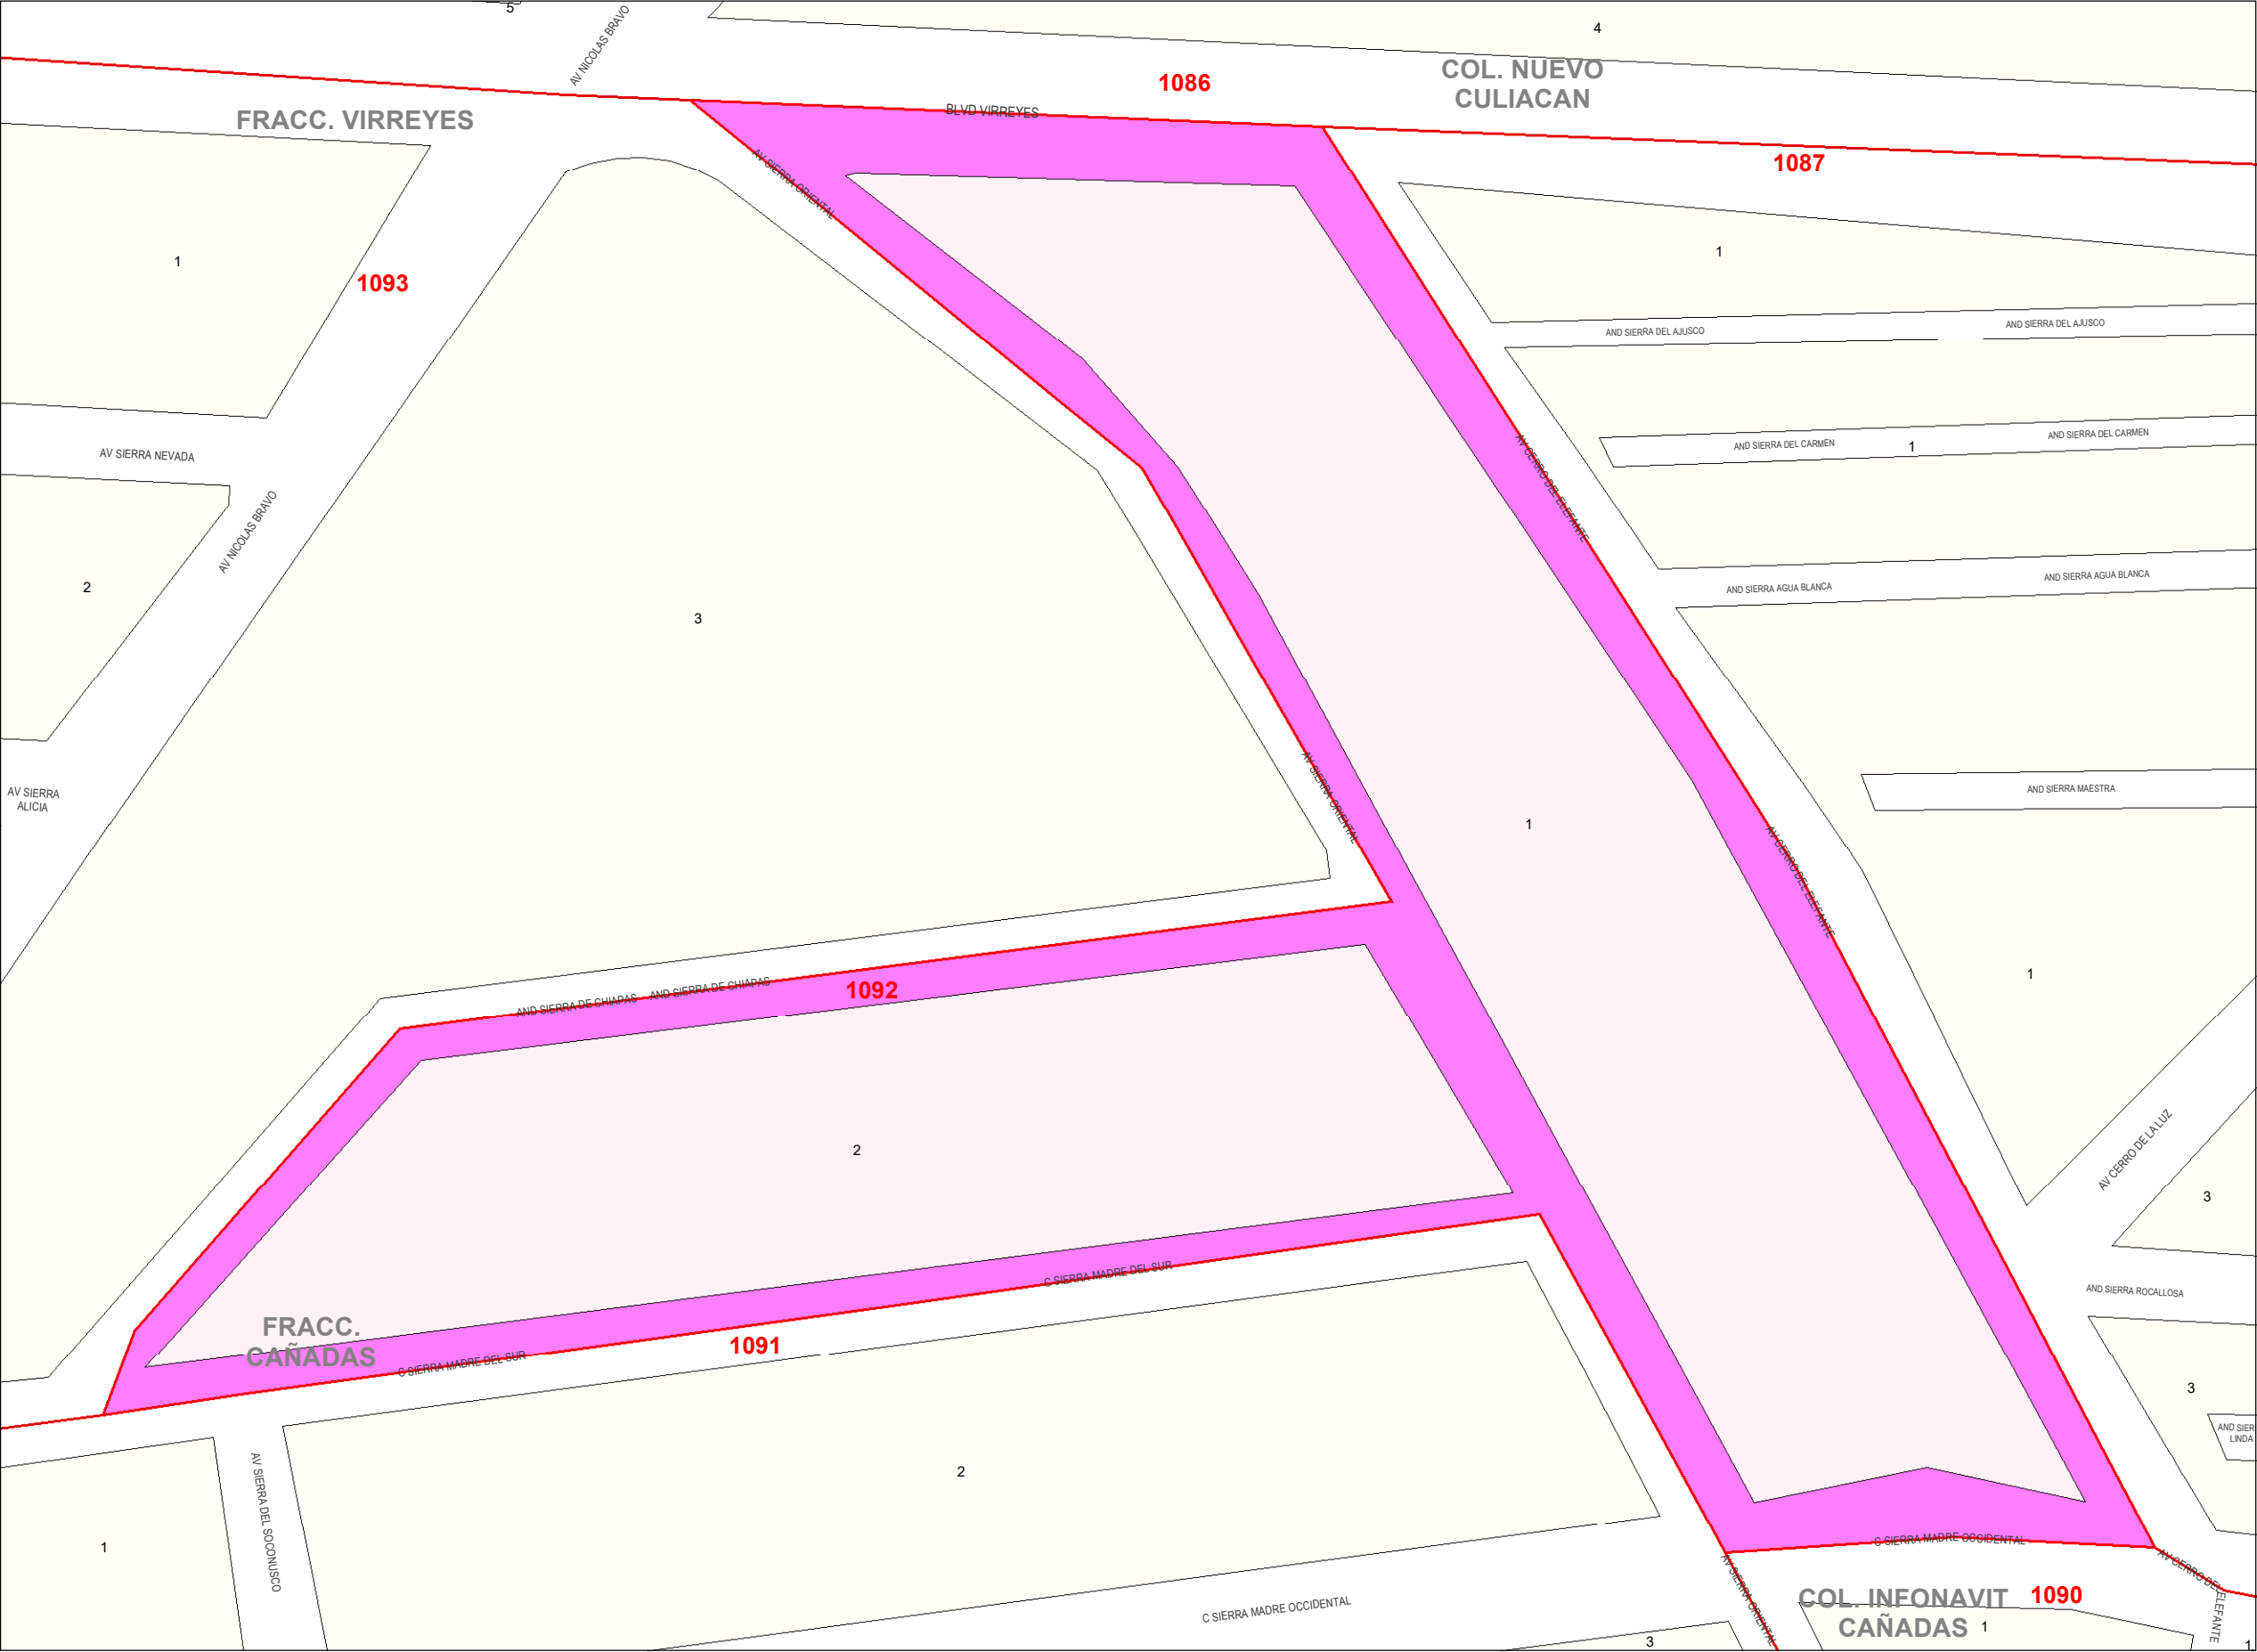 5
AV NICOLAS BRAVO
4
COL. NUEVO
CULIACAN
1086
BLVD VIRREYES
FRACC. VIRREYES
1087
AV SIERRA ORIENTAL
1
1093
1
AND SIERRA DEL AJUSCO
AND SIERRA DEL AJUSCO
AV SIERRA NEVADA
AND SIERRA DEL CARMEN
1
AND SIERRA DEL CARMEN
AV CERRO DEL ELEFANTE
AV NICOLAS BRAVO
2
3
AND SIERRA AGUA BLANCA
AND SIERRA AGUA BLANCA
AV SIERRA
ALICIA
AV SIERRA ORIENTAL
1
AND SIERRA MAESTRA
AV CERRO DEL ELEFANTE
AND SIERRA DE CHIAPAS
AND SIERRA DE CHIAPAS
1092
1
2
AV CERRO DE LA LUZ
3
C SIERRA MADRE DEL SUR
AND SIERRA ROCALLOSA
FRACC.
CAÑADAS
C SIERRA MADRE DEL SUR
1091
3
AND SIER
LINDA
2
1
AV SIERRA DEL SOCONUSCO
C SIERRA MADRE OCCIDENTAL
AV SIERRA ORIENTAL
AV CERRO DEL ELEFANTE
COL. INFONAVIT
CAÑADAS
1090
C SIERRA MADRE OCCIDENTAL
1
3
1